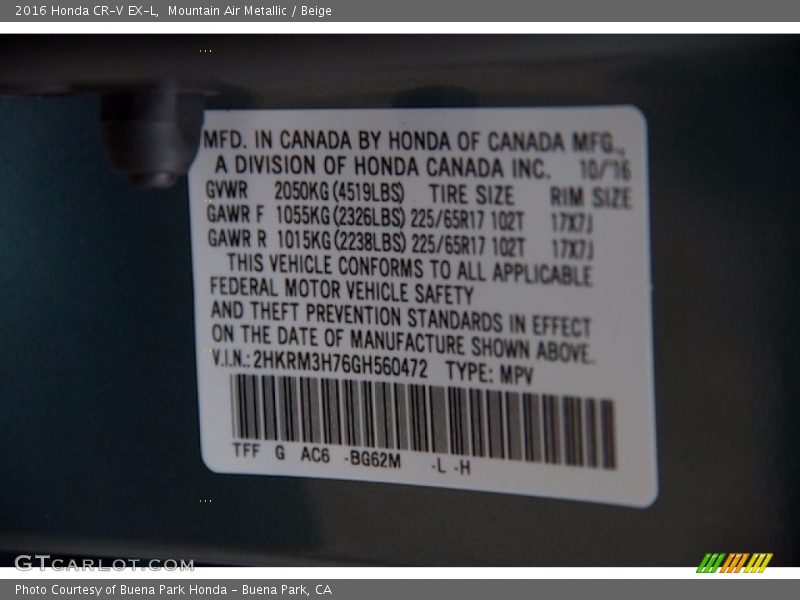 2016 Honda CR-V EX-L, Mountain Air Metallic / Beige
MFD. IN CANADA BY HONDA OF CANADA MFG.,
A DIVISION OF HONDA CANADA INC. 10/16
GVWR 2050KG(4519LBS) TIRE SIZE RIM SIZE
GAWR F 1055KG(2326LBS) 225/65R17 102T 17X7J
GAWR R 1015KG(2238LBS) 225/65R17 102T 17X7J
THIS VEHICLE CONFORMS TO ALL APPLICABLE
FEDERAL MOTOR VEHICLE SAFETY
AND THEFT PREVENTION STANDARDS IN EFFECT
ON THE DATE OF MANUFACTURE SHOWN ABOVE.
V.I.N.: 2HKRM3H76GH560472 TYPE: MPV
TFF G AC6 -BG62M -L -H
GTCARLOT.COM
Photo Courtesy of Buena Park Honda - Buena Park, CA